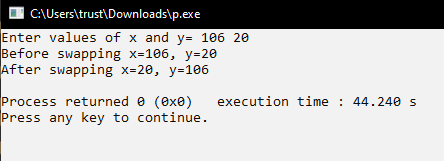 C:\Users\trust\Downloads\p.exe
Enter values of x and y= 106 20
Before swapping x=106, y=20
After swapping x=20, y=106
Process returned 0 (0x0)   execution time : 44.240 s
Press any key to continue.